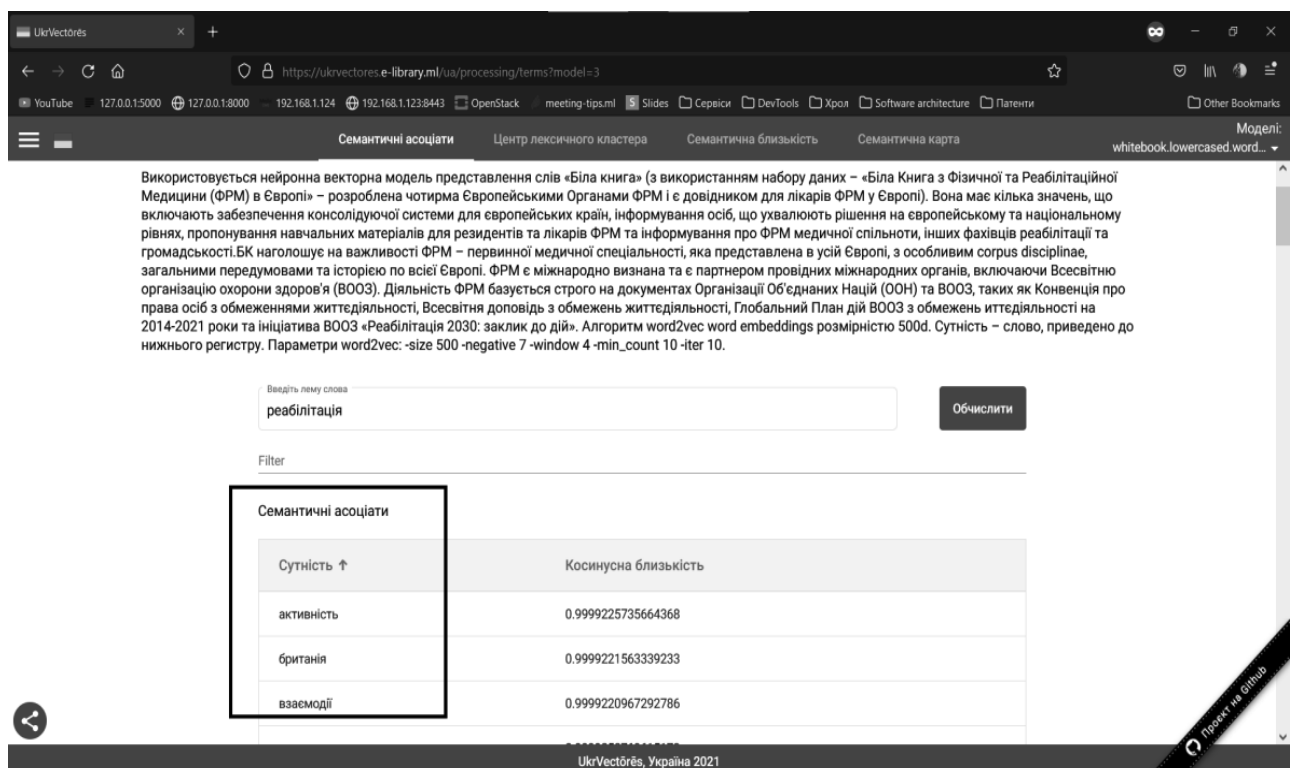 UkrVectōrēs
https://ukrvectores.e-library.ml/ua/processing/terms?model=3
YouTube 127.0.0.1:5000 127.0.0.1:8000 192.168.1.124 192.168.1.123:8443 OpenStack meeting-tips.ml Slides Сервіси DevTools Хрол Software architecture Патенти Other Bookmarks
Семантичні асоціати Центр лексичного кластера Семантична близькість Семантична карта Моделі:
whitebook.lowercased.word...
Використовується нейронна векторна модель представлення слів «Біла книга» (з використанням набору даних – «Біла Книга з Фізичної та Реабілітаційної
Медицини (ФРМ) в Європі» – розроблена чотирма Європейськими Органами ФРМ і є довідником для лікарів ФРМ у Європі). Вона має кілька значень, що
включають забезпечення консолідуючої системи для європейських країн, інформування осіб, що ухвалюють рішення на європейському та національному
рівнях, пропонування навчальних матеріалів для резидентів та лікарів ФРМ та інформування про ФРМ медичної спільноти, інших фахівців реабілітації та
громадськості.БК наголошує на важливості ФРМ – первинної медичної спеціальності, яка представлена в усій Європі, з особливим corpus disciplinae,
загальними передумовами та історією по всієї Європі. ФРМ є міжнародно визнана та є партнером провідних міжнародних органів, включаючи Всесвітню
організацію охорони здоров'я (ВООЗ). Діяльність ФРМ базується строго на документах Організації Об'єднаних Націй (ООН) та ВООЗ, таких як Конвенція про
права осіб з обмеженнями життєдіяльності, Всесвітня доповідь з обмежень життєдіяльності, Глобальний План дій ВООЗ з обмежень иттєдіяльності на
2014-2021 роки та ініціатива ВООЗ «Реабілітація 2030: заклик до дій». Алгоритм word2vec word embeddings розмірністю 500d. Сутність – слово, приведено до
нижнього регистру. Параметри word2vec: -size 500 -negative 7 -window 4 -min_count 10 -iter 10.
Введіть лему слова
реабілітація
Обчислити
Filter
Семантичні асоціати
Сутність ↑ Косинусна близькість
активність 0.9999225735664368
британія 0.9999221563339233
взаємодії 0.9999220967292786
Проєкт на Github
UkrVectōrēs, Україна 2021